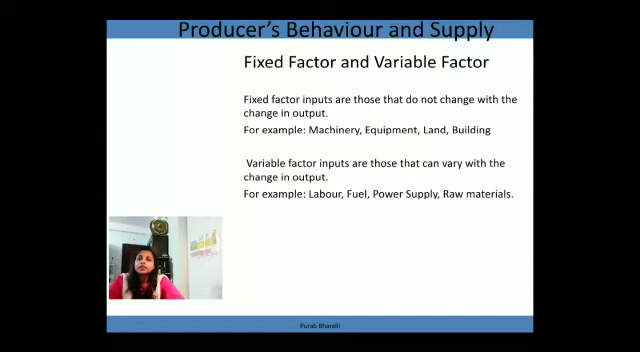 Producer's Behaviour and Supply
Fixed Factor and Variable Factor
Fixed factor inputs are those that do not change with the
change in output.
For example: Machinery, Equipment, Land, Building
Variable factor inputs are those that can vary with the
change in output.
For example: Labour, Fuel, Power Supply, Raw materials.
Purab Bharali